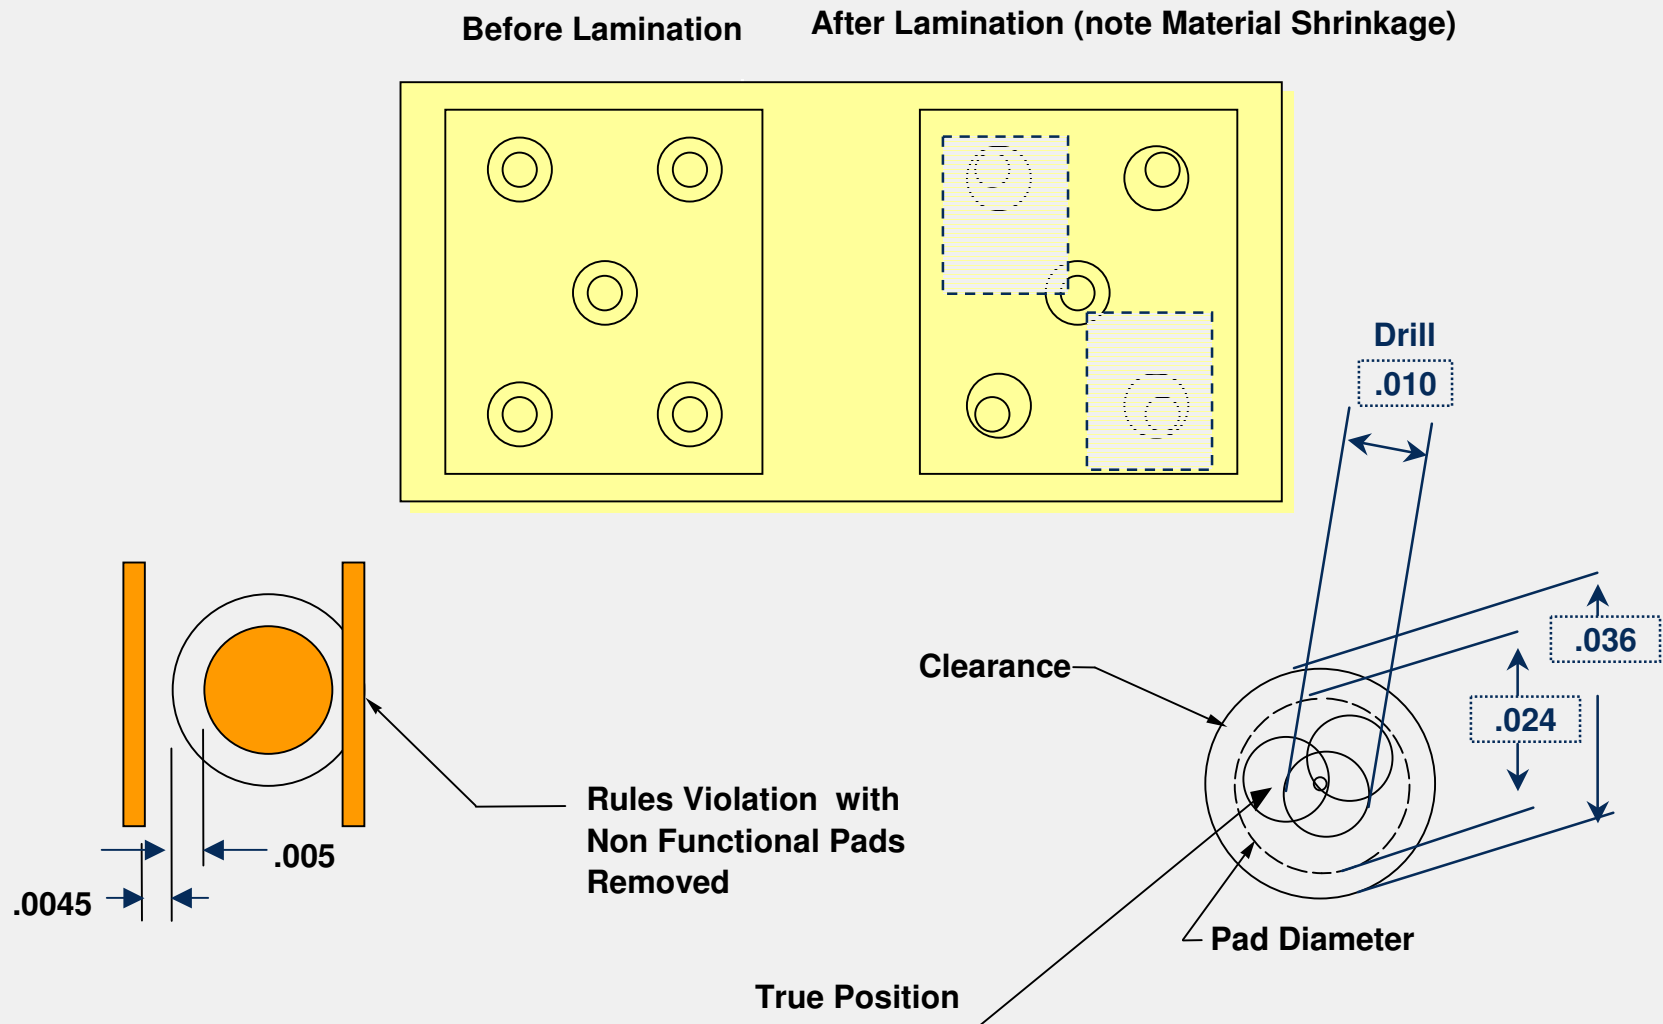 Before Lamination
After Lamination (note Material Shrinkage)
Drill
.010
.036
Clearance
.024
Rules Violation with
Non Functional Pads
Removed
.005
.0045
Pad Diameter
True Position